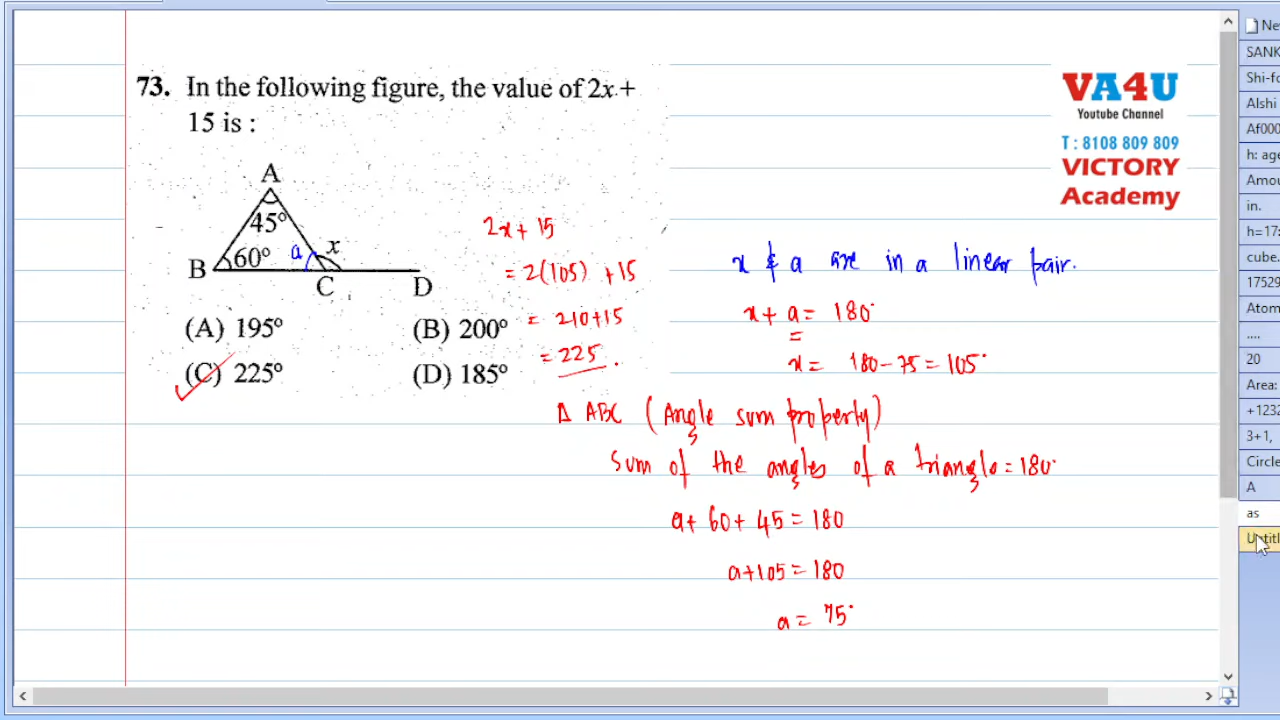 73. In the following figure, the value of 2x +
15 is :
A
45°
a
x
B
60°
C
D
(A) 195°
(B) 200°
(C) 225°
(D) 185°
2x + 15
= 2(105) + 15
= 210+15
= 225.
VA4U
Youtube Channel
T : 8108 809 809
VICTORY
Academy
x & a are in a linear pair.
x + a = 180°
x = 180 - 75 = 105°
Δ ABC (Angle sum property)
Sum of the angles of a triangle = 180°
a + 60 + 45 = 180
a + 105 = 180
a = 75°
Ne
SANK
Shi-fo
Alshi
Af000
h: age
Amou
in.
h=17:
cube.
17529
Atom
....
20
Area:
+1232
3+1,
Circle
A
as
Untitl